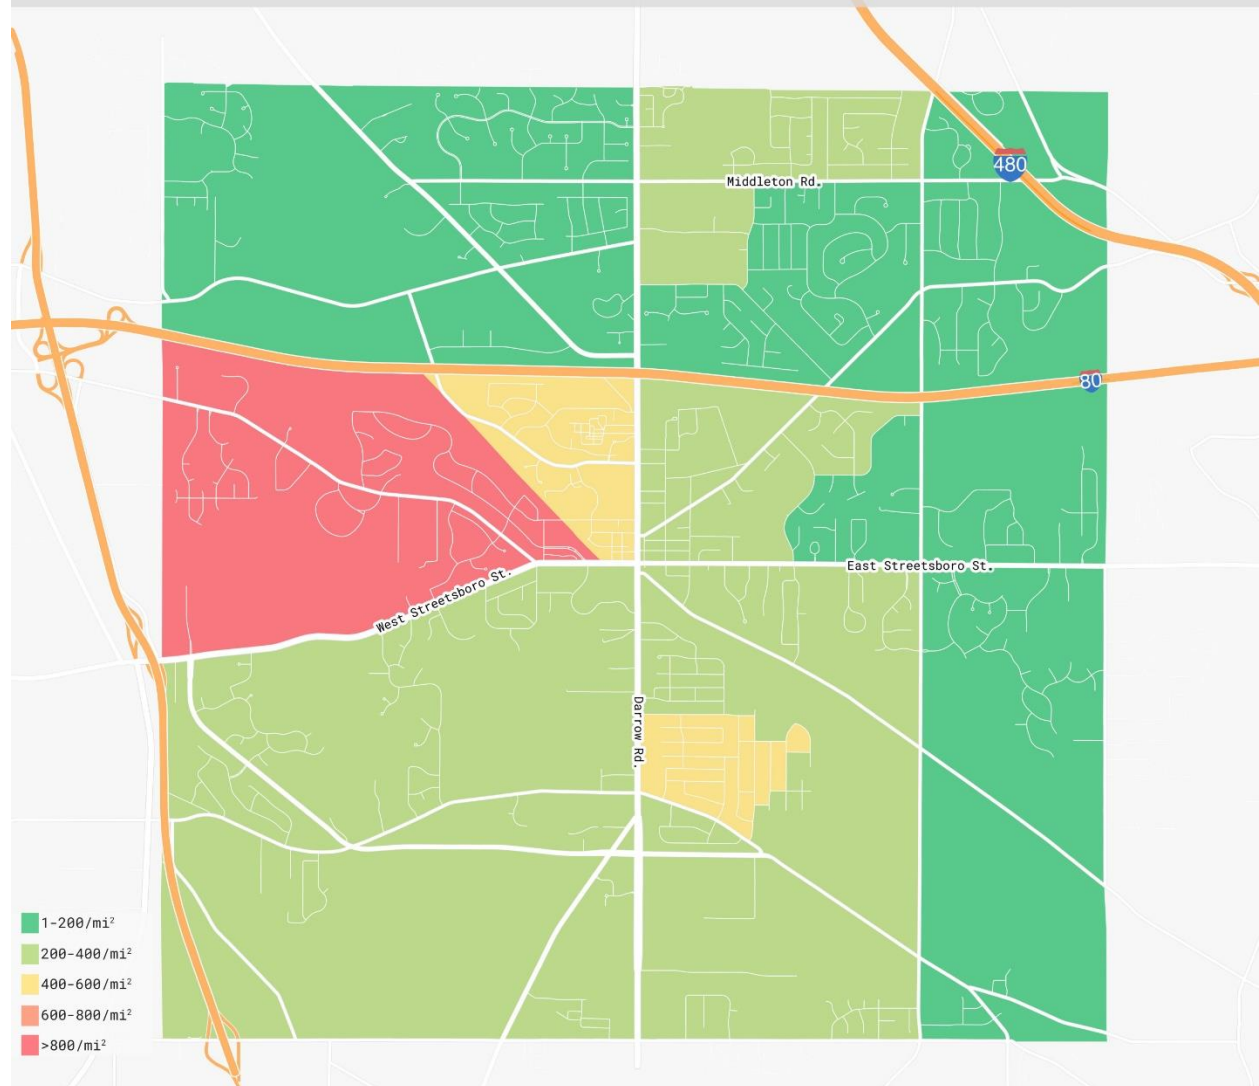 480
Middleton Rd.
80
East Streetsboro St.
West Streetsboro St.
Darrow Rd.
1-200/mi²
200-400/mi²
400-600/mi²
600-800/mi²
>800/mi²